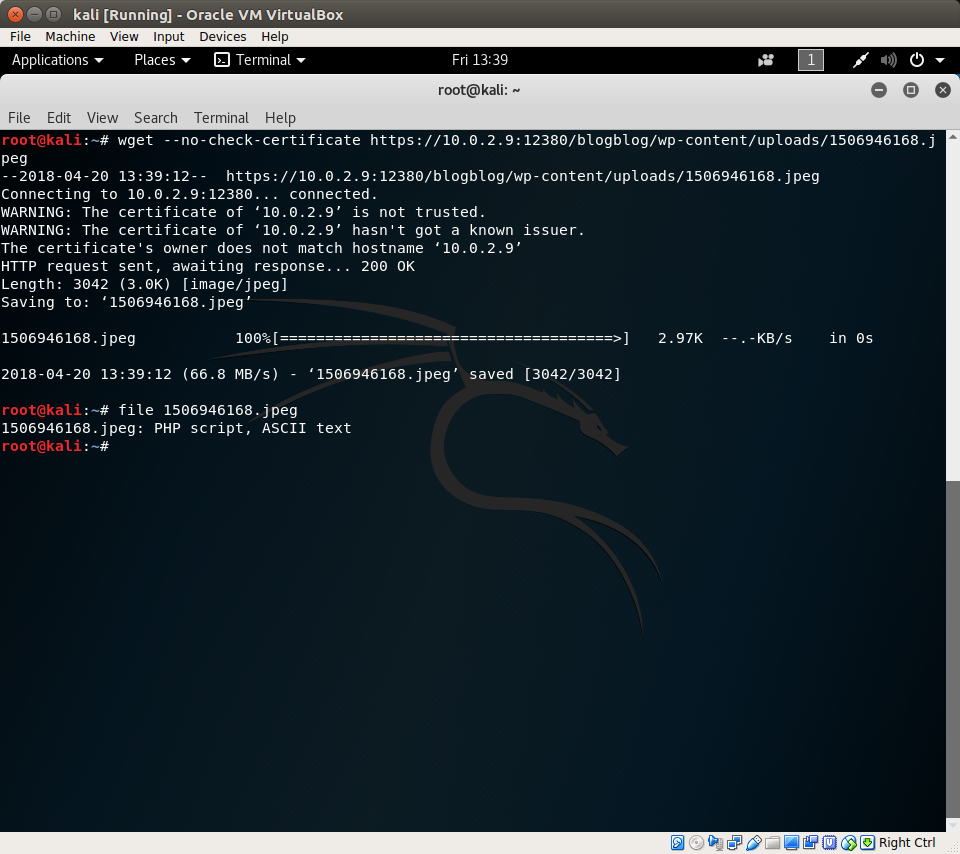 kali [Running] - Oracle VM VirtualBox
File Machine View Input Devices Help
Applications Places Terminal Fri 13:39 1
root@kali: ~
File Edit View Search Terminal Help
root@kali:~# wget --no-check-certificate https://10.0.2.9:12380/blogblog/wp-content/uploads/1506946168.j
peg
--2018-04-20 13:39:12--  https://10.0.2.9:12380/blogblog/wp-content/uploads/1506946168.jpeg
Connecting to 10.0.2.9:12380... connected.
WARNING: The certificate of ‘10.0.2.9’ is not trusted.
WARNING: The certificate of ‘10.0.2.9’ hasn't got a known issuer.
The certificate's owner does not match hostname ‘10.0.2.9’
HTTP request sent, awaiting response... 200 OK
Length: 3042 (3.0K) [image/jpeg]
Saving to: ‘1506946168.jpeg’
1506946168.jpeg           100%[=====================================>]   2.97K  --.-KB/s    in 0s
2018-04-20 13:39:12 (66.8 MB/s) - ‘1506946168.jpeg’ saved [3042/3042]
root@kali:~# file 1506946168.jpeg
1506946168.jpeg: PHP script, ASCII text
root@kali:~#
Right Ctrl